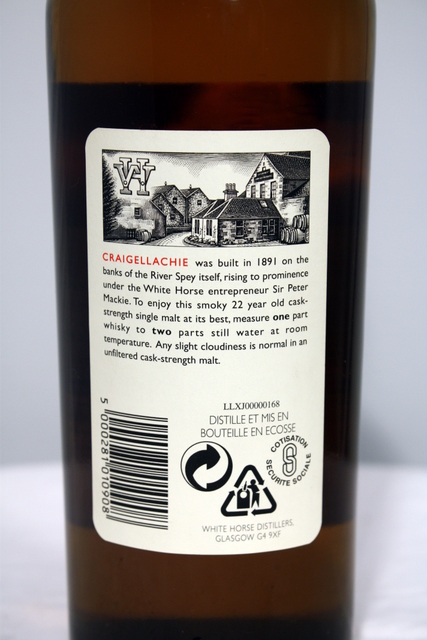 WH
CRAIGELLACHIE was built in 1891 on the
banks of the River Spey itself, rising to prominence
under the White Horse entrepreneur Sir Peter
Mackie. To enjoy this smoky 22 year old cask-
strength single malt at its best, measure one part
whisky to two parts still water at room
temperature. Any slight cloudiness is normal in an
unfiltered cask-strength malt.
LLXJ00000168
DISTILLE ET MIS EN
BOUTEILLE EN ECOSSE
COTISATION
SECURITE SOCIALE
5 000281 010908
WHITE HORSE DISTILLERS,
GLASGOW G4 9XF